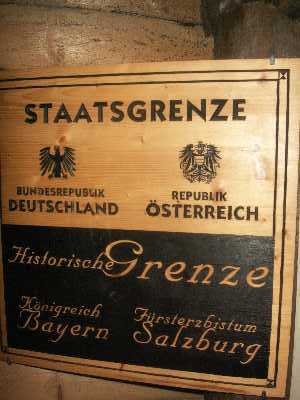 STAATSGRENZE
BUNDESREPUBLIK
DEUTSCHLAND
REPUBLIK
ÖSTERREICH
Historische Grenze
Königreich
Bayern
Fürsterzbistum
Salzburg